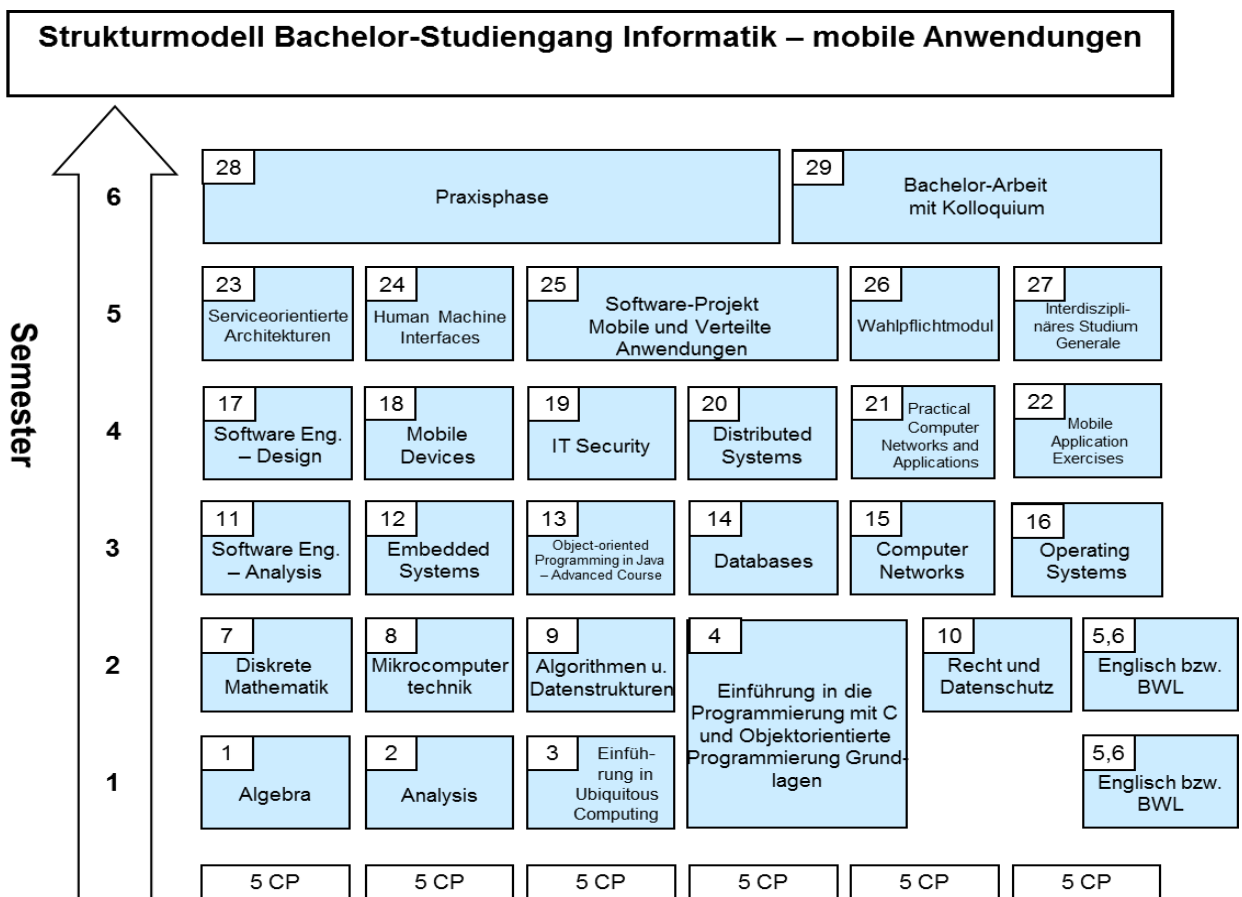 Strukturmodell Bachelor-Studiengang Informatik – mobile Anwendungen
Semester
6
28
Praxisphase
29
Bachelor-Arbeit
mit Kolloquium
5
23
Serviceorientierte
Architekturen
24
Human Machine
Interfaces
25
Software-Projekt
Mobile und Verteilte
Anwendungen
26
Wahlpflichtmodul
27
Interdiszipli-
näres Studium
Generale
4
17
Software Eng.
– Design
18
Mobile
Devices
19
IT Security
20
Distributed
Systems
21
Practical
Computer
Networks and
Applications
22
Mobile
Application
Exercises
3
11
Software Eng.
– Analysis
12
Embedded
Systems
13
Object-oriented
Programming in Java
– Advanced Course
14
Databases
15
Computer
Networks
16
Operating
Systems
2
7
Diskrete
Mathematik
8
Mikrocomputer
technik
9
Algorithmen u.
Datenstrukturen
4
Einführung in die
Programmierung mit C
und Objektorientierte
Programmierung Grund-
lagen
10
Recht und
Datenschutz
5,6
Englisch bzw.
BWL
1
1
Algebra
2
Analysis
3
Einfüh-
rung in
Ubiquitous
Computing
5,6
Englisch bzw.
BWL
5 CP
5 CP
5 CP
5 CP
5 CP
5 CP